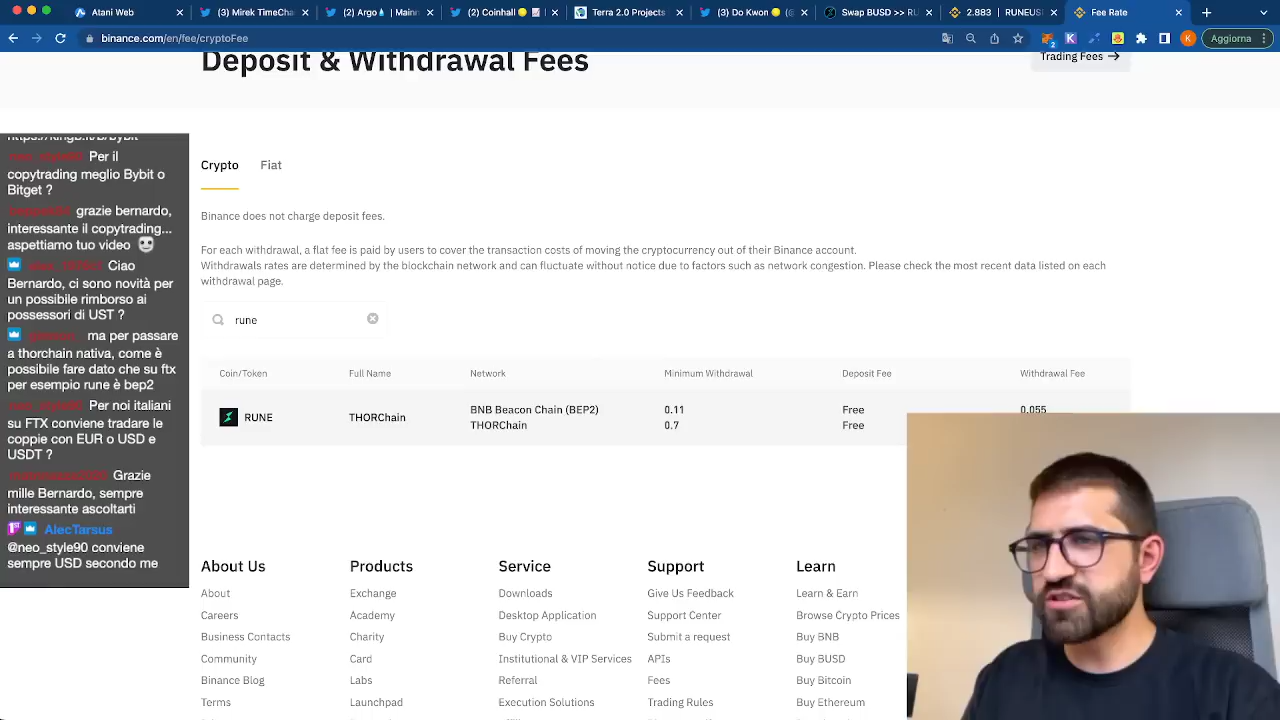 Atani Web
(3) Mirek TimeCha
(2) Argo💧 | Mainn
(2) Coinhall🟡 📈
Terra 2.0 Projects
(3) Do Kwon 🌕 (@
Swap BUSD >> RU
2.883 | RUNEUS
Fee Rate
binance.com/en/fee/cryptoFee
2
K
K
Aggiorna
Deposit & Withdrawal Fees
Trading Fees →
Crypto Fiat
Binance does not charge deposit fees.
For each withdrawal, a flat fee is paid by users to cover the transaction costs of moving the cryptocurrency out of their Binance account.
Withdrawals rates are determined by the blockchain network and can fluctuate without notice due to factors such as network congestion. Please check the most recent data listed on each
withdrawal page.
rune
Coin/Token Full Name Network Minimum Withdrawal Deposit Fee Withdrawal Fee
RUNE THORChain
BNB Beacon Chain (BEP2) 0.11 Free 0.055
THORChain 0.7 Free
Per il
copytrading meglio Bybit o
Bitget ?
grazie bernardo,
interessante il copytrading...
aspettiamo tuo video
Ciao
Bernardo, ci sono novità per
un possibile rimborso ai
possessori di UST ?
ma per passare
a thorchain nativa, come è
possibile fare dato che su ftx
per esempio rune è bep2
Per noi italiani
su FTX conviene tradare le
coppie con EUR o USD e
USDT ?
Grazie
mille Bernardo, sempre
interessante ascoltarti
1ST AlecTarsus
@neo_style90 conviene
sempre USD secondo me
About Us
About
Careers
Business Contacts
Community
Binance Blog
Terms
Products
Exchange
Academy
Charity
Card
Labs
Launchpad
Service
Downloads
Desktop Application
Buy Crypto
Institutional & VIP Services
Referral
Execution Solutions
Support
Give Us Feedback
Support Center
Submit a request
APIs
Fees
Trading Rules
Learn
Learn & Earn
Browse Crypto Prices
Buy BNB
Buy BUSD
Buy Bitcoin
Buy Ethereum